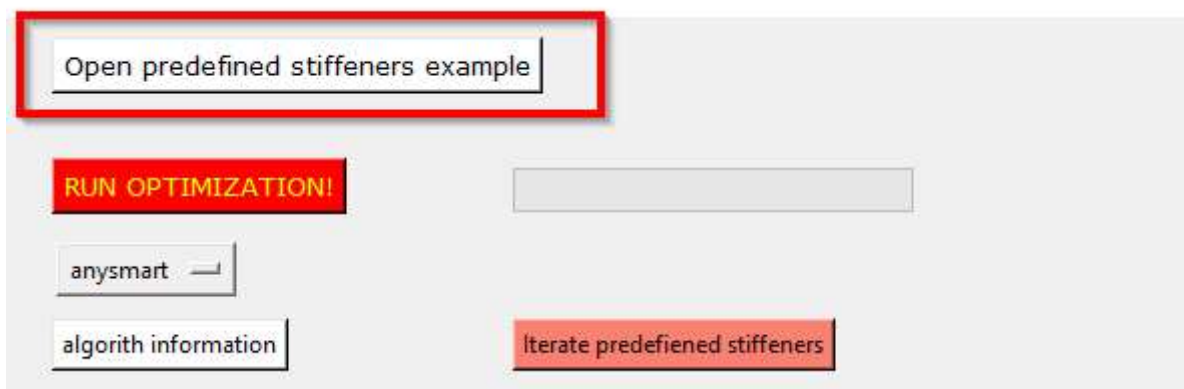 Open predefined stiffeners example
RUN OPTIMIZATION!
anysmart
algorith information
Iterate predefiened stiffeners